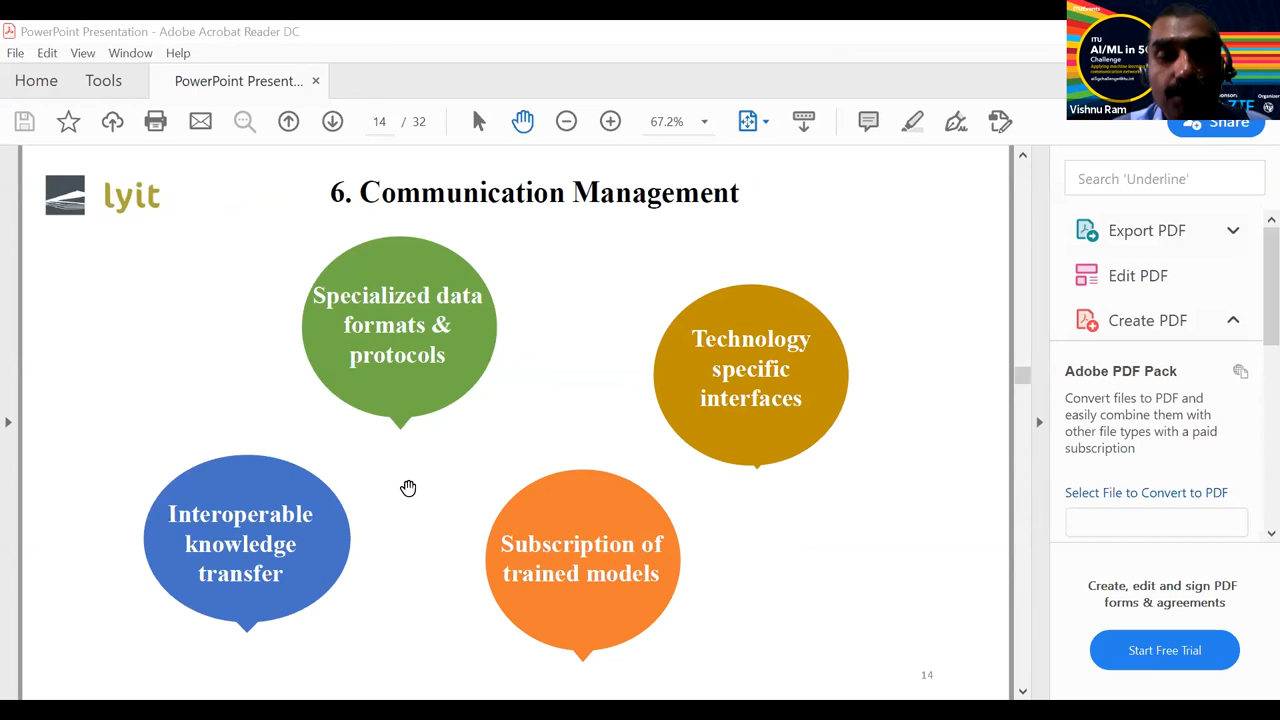 PowerPoint Presentation - Adobe Acrobat Reader DC
File Edit View Window Help
Home Tools PowerPoint Present... ×
14 / 32 67.2%
Share
ITU
AI/ML in 5G
Challenge
Vishnu Ram
lyit
6. Communication Management
Specialized data
formats &
protocols
Technology
specific
interfaces
Interoperable
knowledge
transfer
Subscription of
trained models
14
Search 'Underline'
Export PDF
Edit PDF
Create PDF
Adobe PDF Pack
Convert files to PDF and
easily combine them with
other file types with a paid
subscription
Select File to Convert to PDF
Create, edit and sign PDF
forms & agreements
Start Free Trial